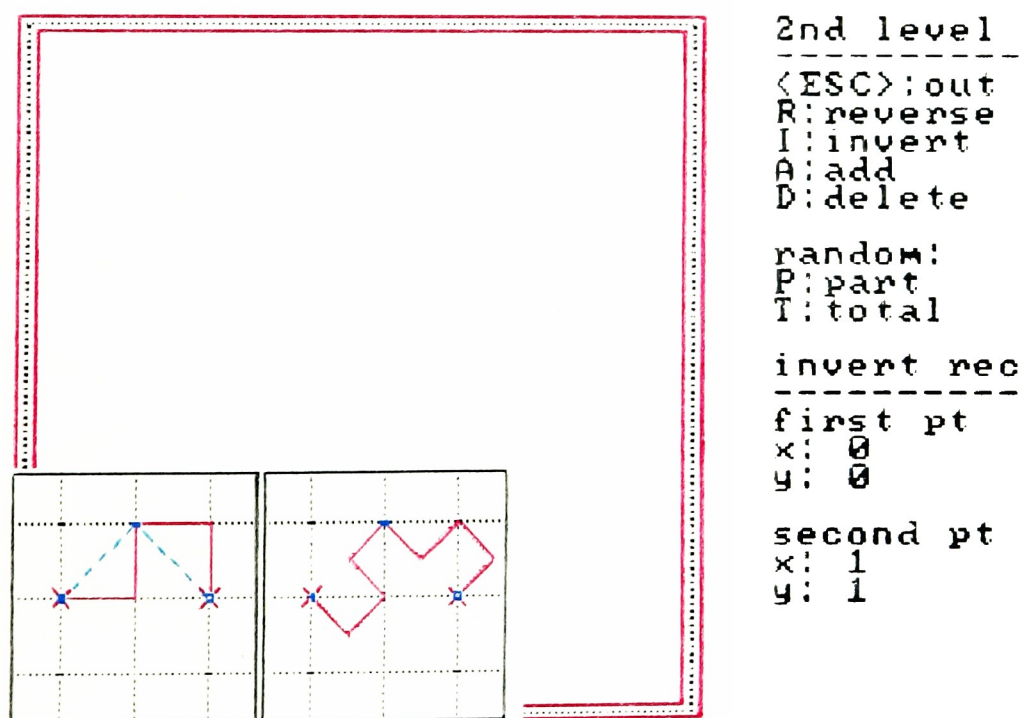 2nd level
----------
<ESC>:out
R:reverse
I:invert
A:add
D:delete
random:
P:part
T:total
invert rec
----------
first pt
x: 0
y: 0
second pt
x: 1
y: 1